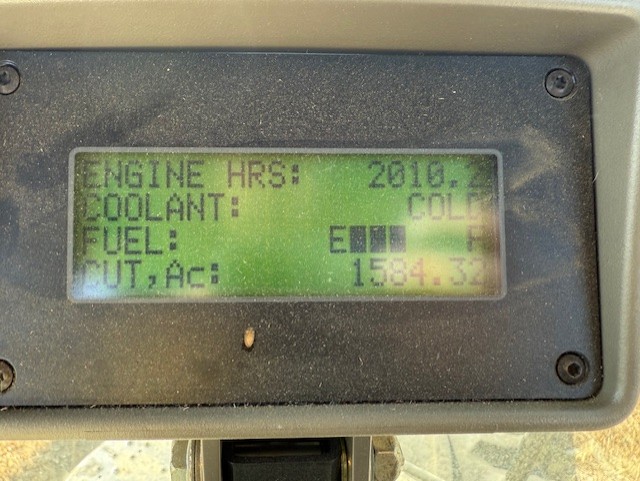 ENGINE HRS: 2010.2
COOLANT: COLD
FUEL: E F
CUT,Ac: 1584.32